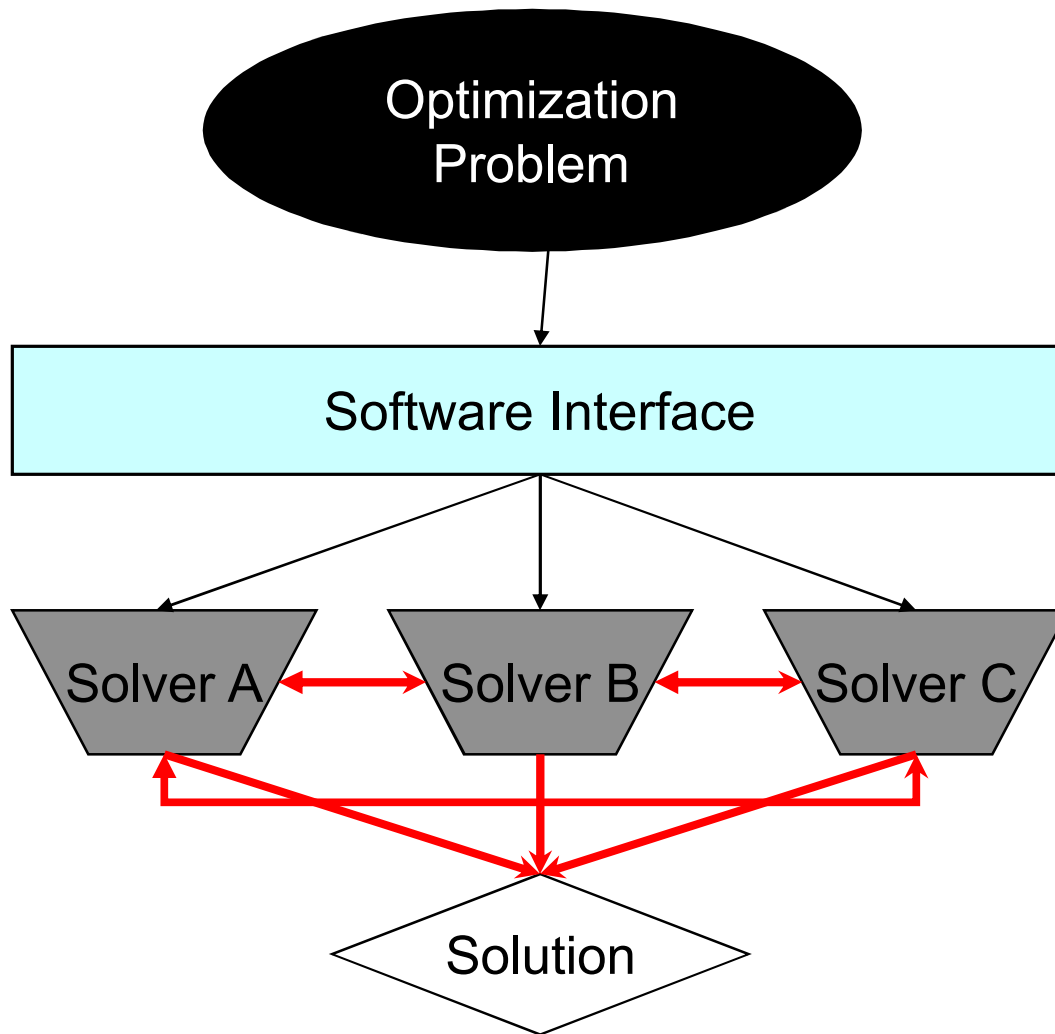 Optimization
Problem
Software Interface
Solver A
Solver B
Solver C
Solution